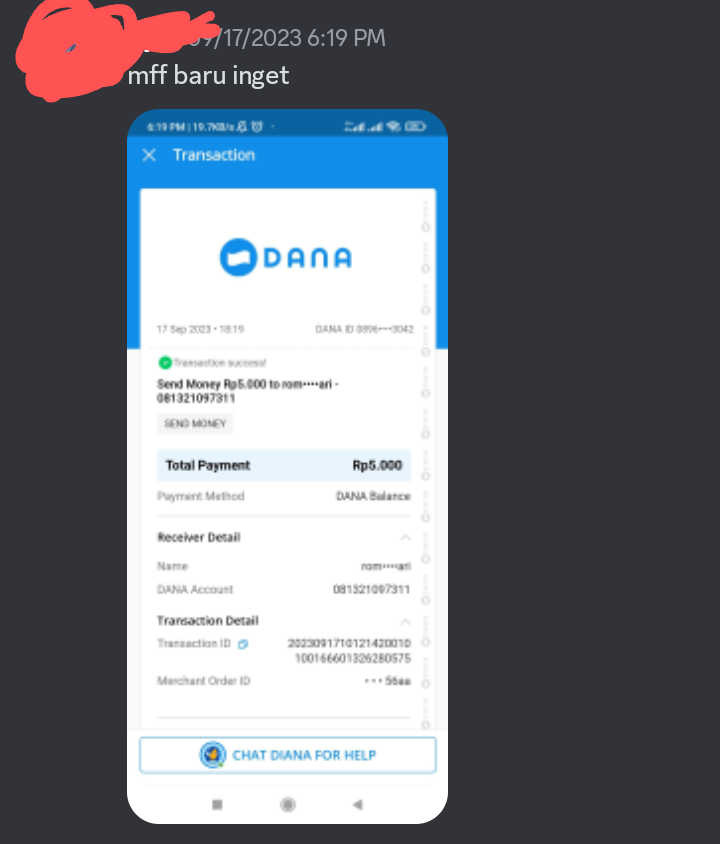 09/17/2023 6:19 PM
mff baru inget
6:19 PM | 19.7KB/s
Transaction
DANA
17 Sep 2023 • 18:19 DANA ID 0896•••3042
Transaction success!
Send Money Rp5.000 to rom••••ari -
081321097311
SEND MONEY
Total Payment Rp5.000
Payment Method DANA Balance
Receiver Detail
Name rom••••ari
DANA Account 081321097311
Transaction Detail
Transaction ID 2023091710121420010
100166601326280575
Merchant Order ID ••• 56aa
CHAT DIANA FOR HELP